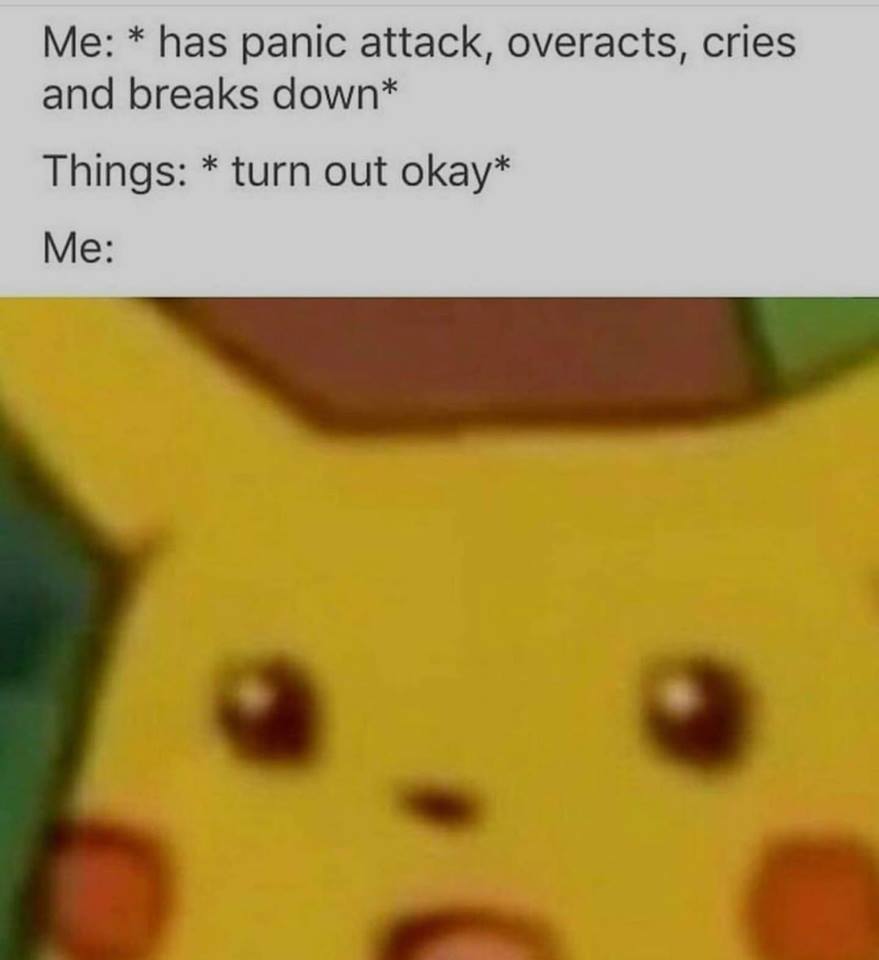 Me: * has panic attack, overacts, cries
and breaks down*
Things: * turn out okay*
Me: